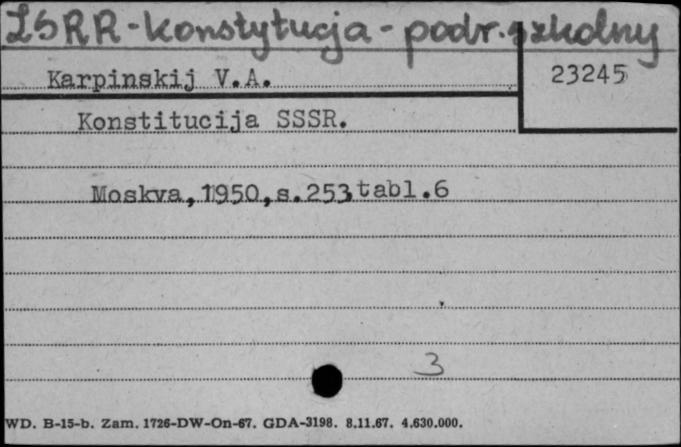 ZSRR - konstytucja - podr. szkolny
Karpinskij V.A.
23245
Konstitucija SSSR.
Moskva, 1950, s. 253 tabl.6
3
WD. B-15-b. Zam. 1726-DW-On-67. GDA-3198. 8.11.67. 4.630.000.